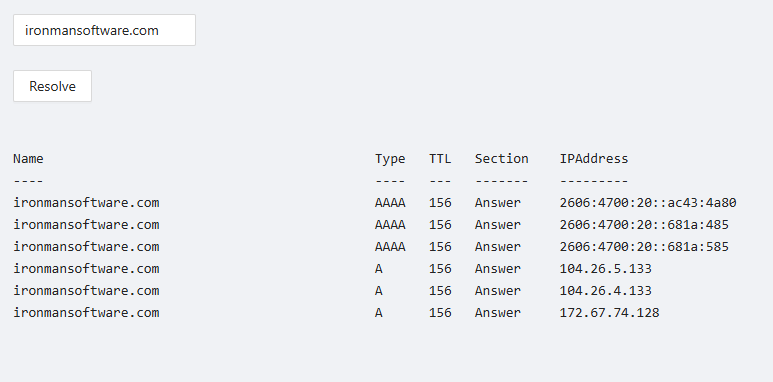 ironmansoftware.com
Resolve
Name Type TTL Section IPAddress
---- ---- --- ------- ---------
ironmansoftware.com AAAA 156 Answer 2606:4700:20::ac43:4a80
ironmansoftware.com AAAA 156 Answer 2606:4700:20::681a:485
ironmansoftware.com AAAA 156 Answer 2606:4700:20::681a:585
ironmansoftware.com A 156 Answer 104.26.5.133
ironmansoftware.com A 156 Answer 104.26.4.133
ironmansoftware.com A 156 Answer 172.67.74.128